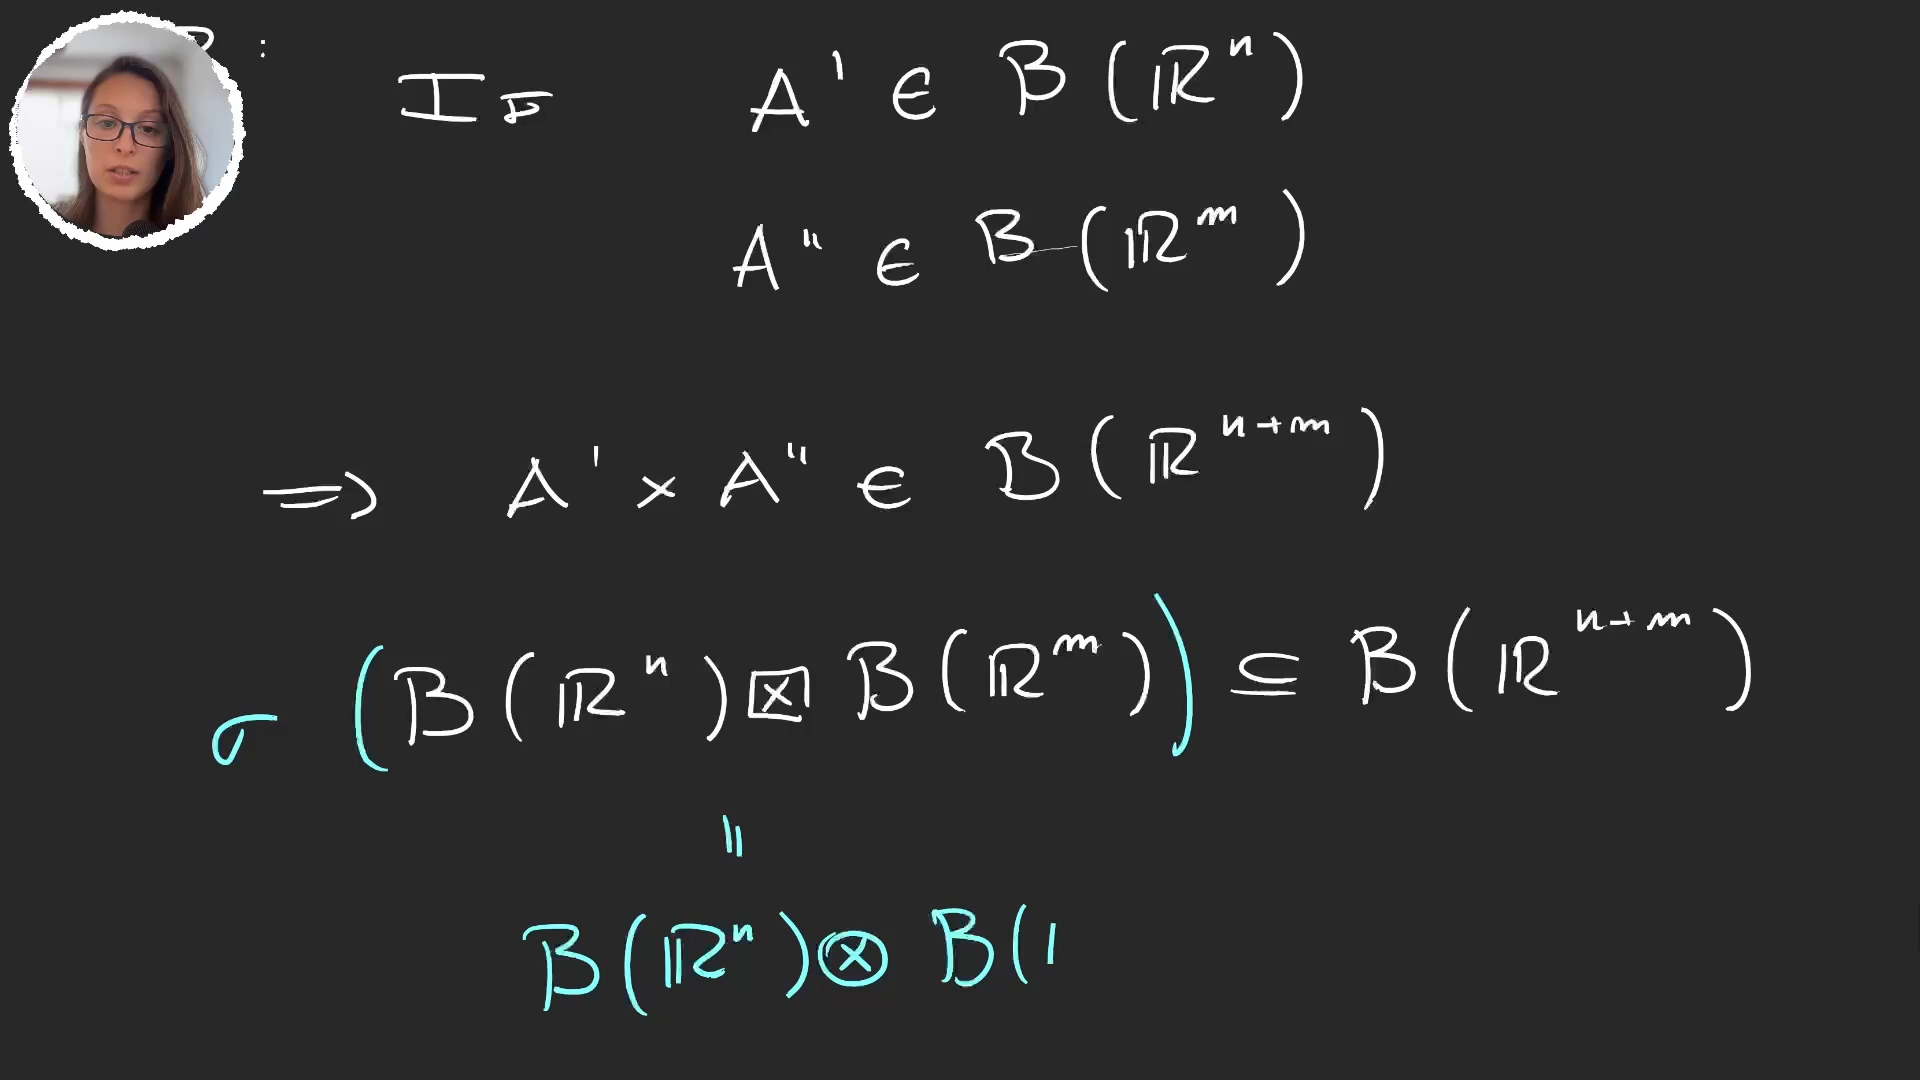 : If A' ∈ B(ℝⁿ)
A'' ∈ B(ℝᵐ)
⇒ A' × A'' ∈ B(ℝⁿ⁺ᵐ)
σ (B(ℝⁿ) ⊠ B(ℝᵐ)) ⊆ B(ℝⁿ⁺ᵐ)
||
B(ℝⁿ) ⊗ B(|